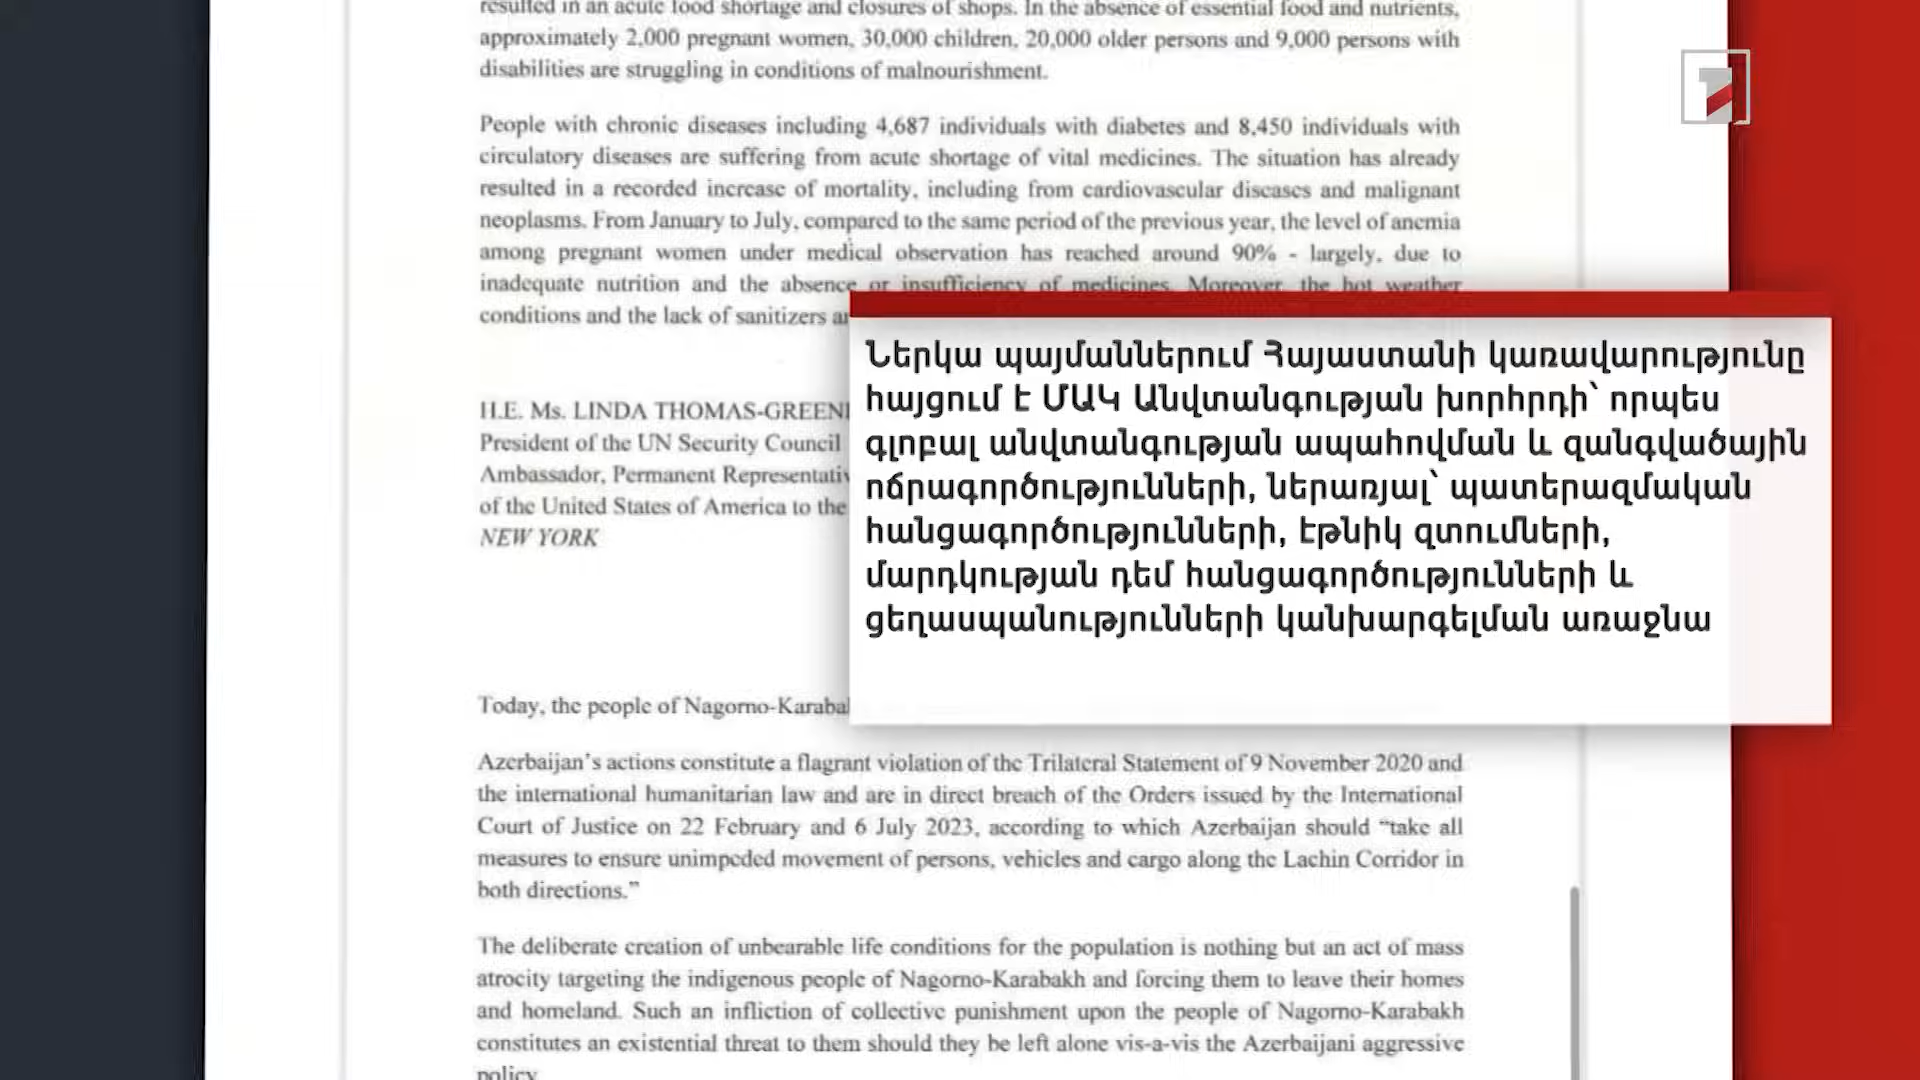 resulted in an acute food shortage and closures of shops. In the absence of essential food and nutrients,
approximately 2,000 pregnant women, 30,000 children, 20,000 older persons and 9,000 persons with
disabilities are struggling in conditions of malnourishment.
People with chronic diseases including 4,687 individuals with diabetes and 8,450 individuals with
circulatory diseases are suffering from acute shortage of vital medicines. The situation has already
resulted in a recorded increase of mortality, including from cardiovascular diseases and malignant
neoplasms. From January to July, compared to the same period of the previous year, the level of anemia
among pregnant women under medical observation has reached around 90% - largely, due to
inadequate nutrition and the absence or insufficiency of medicines. Moreover, the hot weather
conditions and the lack of sanitizers
H.E. Ms. LINDA THOMAS-GREEN
President of the UN Security Council
Ambassador, Permanent Representativ
of the United States of America to the
NEW YORK
Ներկա պայմաններում Հայաստանի կառավարությունը
հայցում է ՄԱԿ Անվտանգության խորհրդի՝ որպես
գլոբալ անվտանգության ապահովման և զանգվածային
ոճրագործությունների, ներառյալ՝ պատերազմական
հանցագործությունների, էթնիկ զտումների,
մարդկության դեմ հանցագործությունների և
ցեղասպանությունների կանխարգելման առաջնա
Today, the people of Nagorno-Karaba
Azerbaijan’s actions constitute a flagrant violation of the Trilateral Statement of 9 November 2020 and
the international humanitarian law and are in direct breach of the Orders issued by the International
Court of Justice on 22 February and 6 July 2023, according to which Azerbaijan should “take all
measures to ensure unimpeded movement of persons, vehicles and cargo along the Lachin Corridor in
both directions.”
The deliberate creation of unbearable life conditions for the population is nothing but an act of mass
atrocity targeting the indigenous people of Nagorno-Karabakh and forcing them to leave their homes
and homeland. Such an infliction of collective punishment upon the people of Nagorno-Karabakh
constitutes an existential threat to them should they be left alone vis-a-vis the Azerbaijani aggressive
policy.